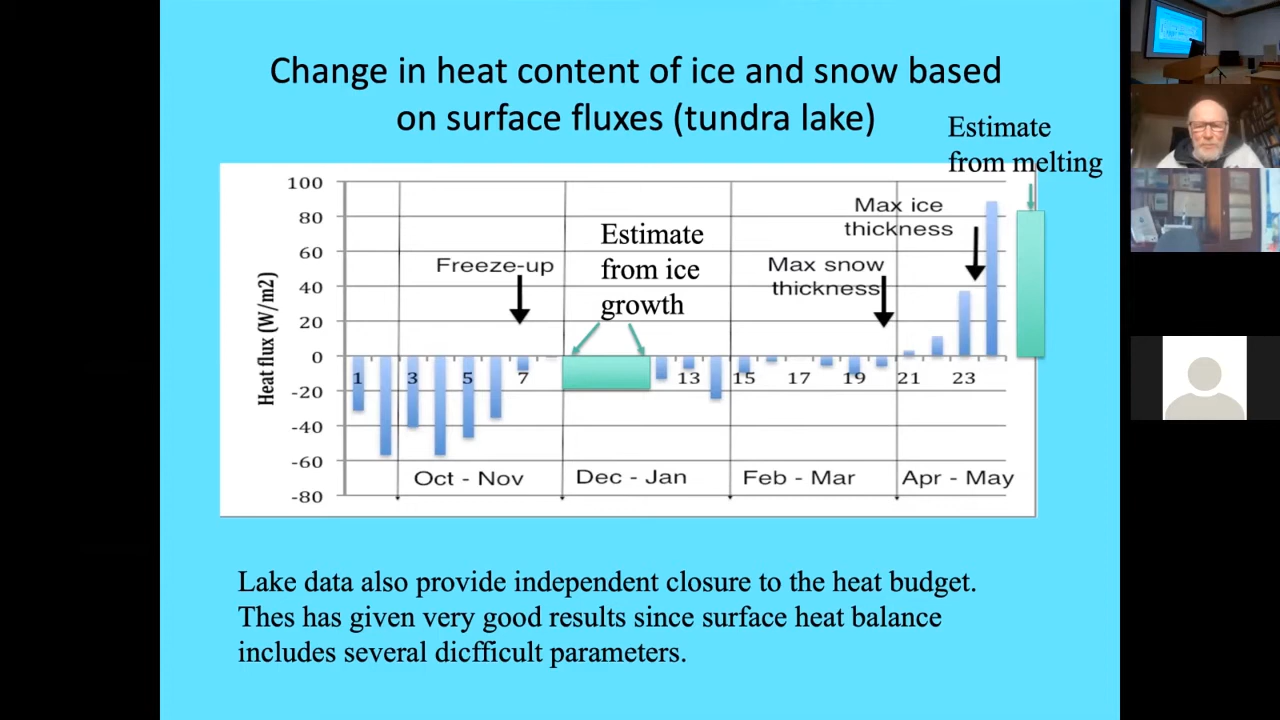 Change in heat content of ice and snow based
on surface fluxes (tundra lake)
Estimate
from melting
100
80
60
40
20
0
-20
-40
-60
-80
Heat flux (W/m2)
Freeze-up
Estimate
from ice
growth
Max snow
thickness
Max ice
thickness
1 3 5 7 13 15 17 19 21 23
Oct - Nov Dec - Jan Feb - Mar Apr - May
Lake data also provide independent closure to the heat budget.
Thes has given very good results since surface heat balance
includes several dicfficult parameters.